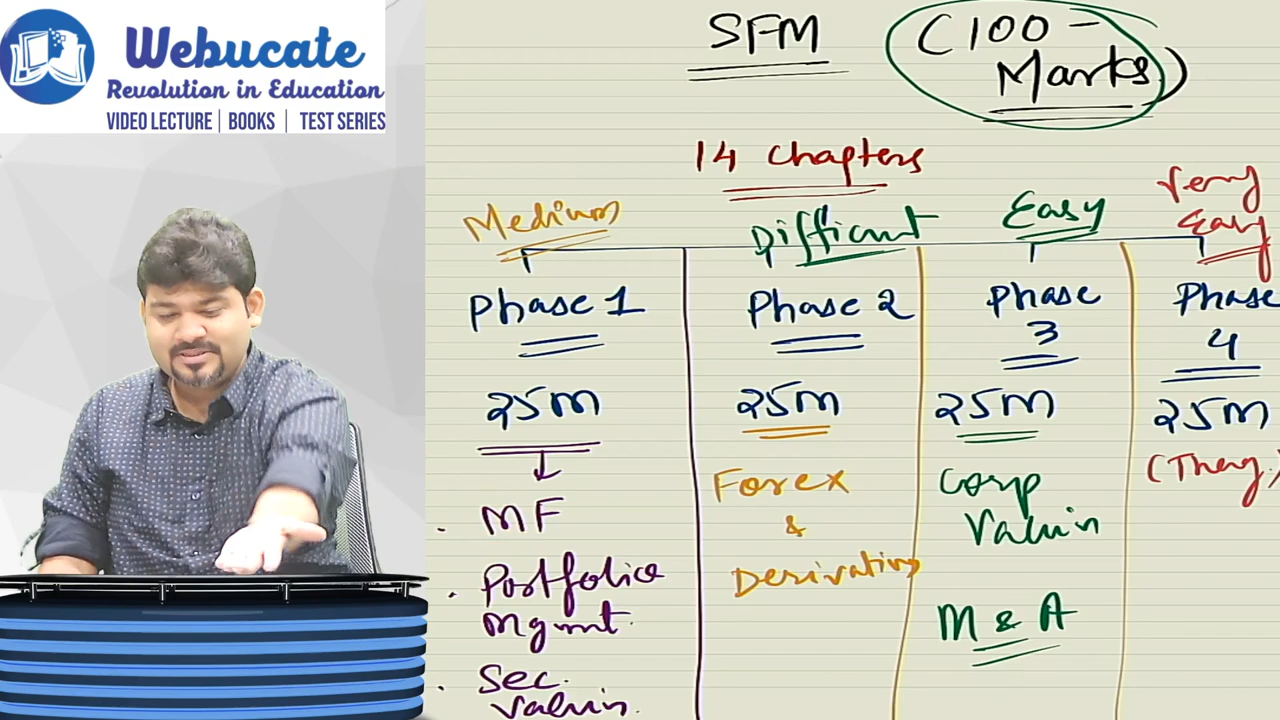 Webucate
Revolution in Education
VIDEO LECTURE | BOOKS | TEST SERIES
SFM
(100 -
Marks)
14 Chapters
Medium
Phase 1
25M
MF
Portfolio
Mgmt.
Sec.
Valuin.
Difficult
Phase 2
25M
Forex
&
Derivatives
Easy
Phase
3
25M
Corp
Valuin
M & A
Very
Easy
Phase
4
25M